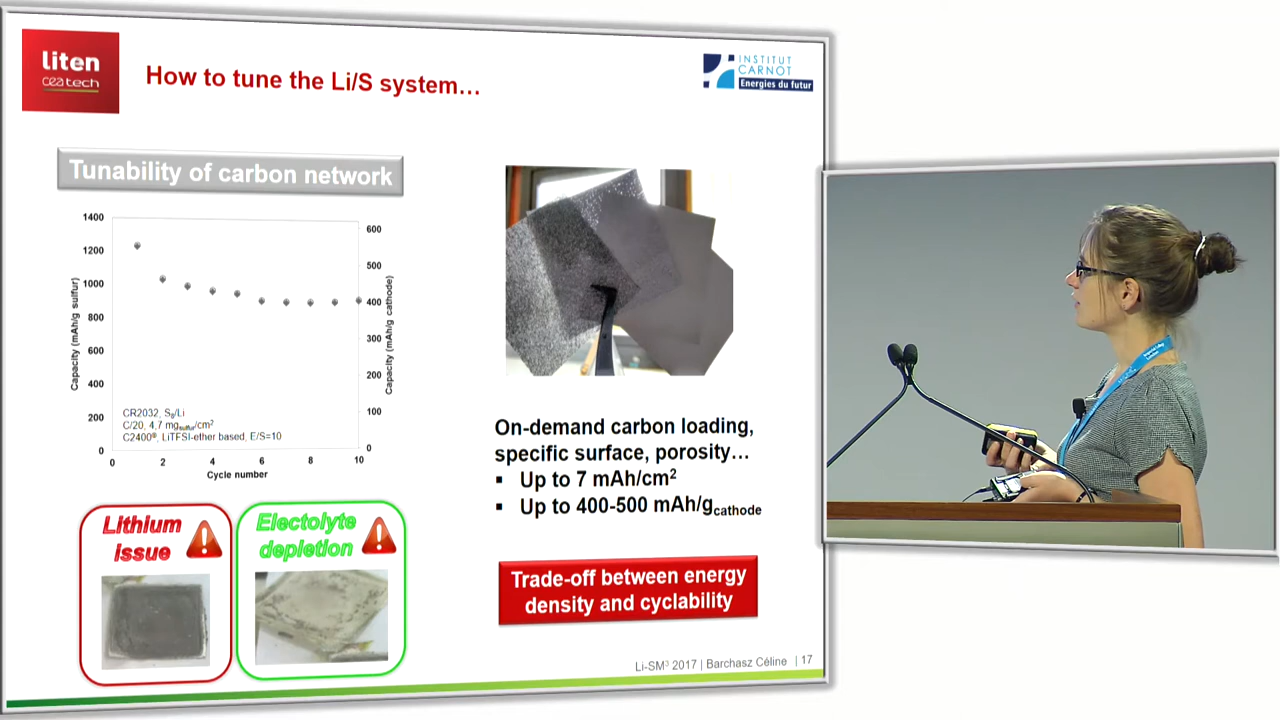 liten
ceatech
How to tune the Li/S system…
INSTITUT
CARNOT
Energies du futur
Tunability of carbon network
1400
1200
1000
800
600
400
200
0
Capacity (mAh/g sulfur)
600
500
400
300
200
100
0
Capacity (mAh/g cathode)
CR2032, S8/Li
C/20, 4,7 mgsulfur/cm2
C2400®, LiTFSI-ether based, E/S=10
0 2 4 6 8 10
Cycle number
On-demand carbon loading,
specific surface, porosity…
▪ Up to 7 mAh/cm2
▪ Up to 400-500 mAh/gcathode
Lithium
issue
Electolyte
depletion
Trade-off between energy
density and cyclability
Li-SM3 2017 | Barchasz Céline | 17